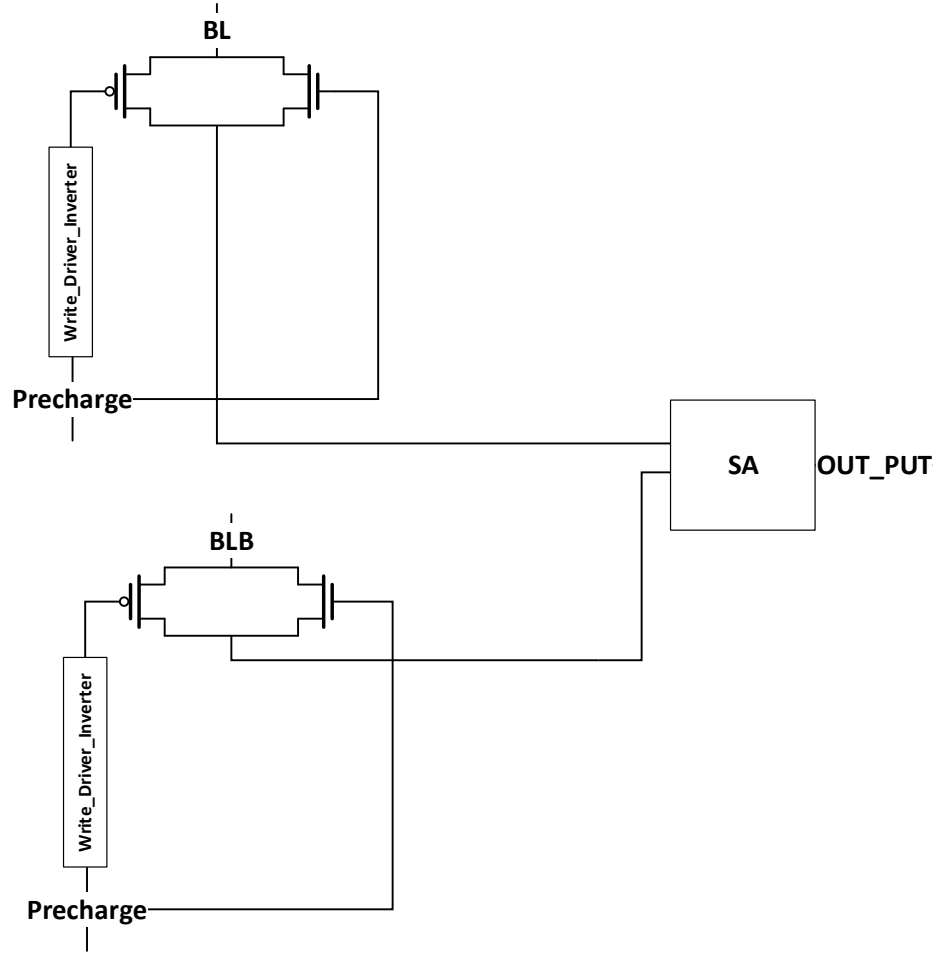 BL
Write_Driver_Inverter
Precharge
SA
OUT_PUT
BLB
Write_Driver_Inverter
Precharge